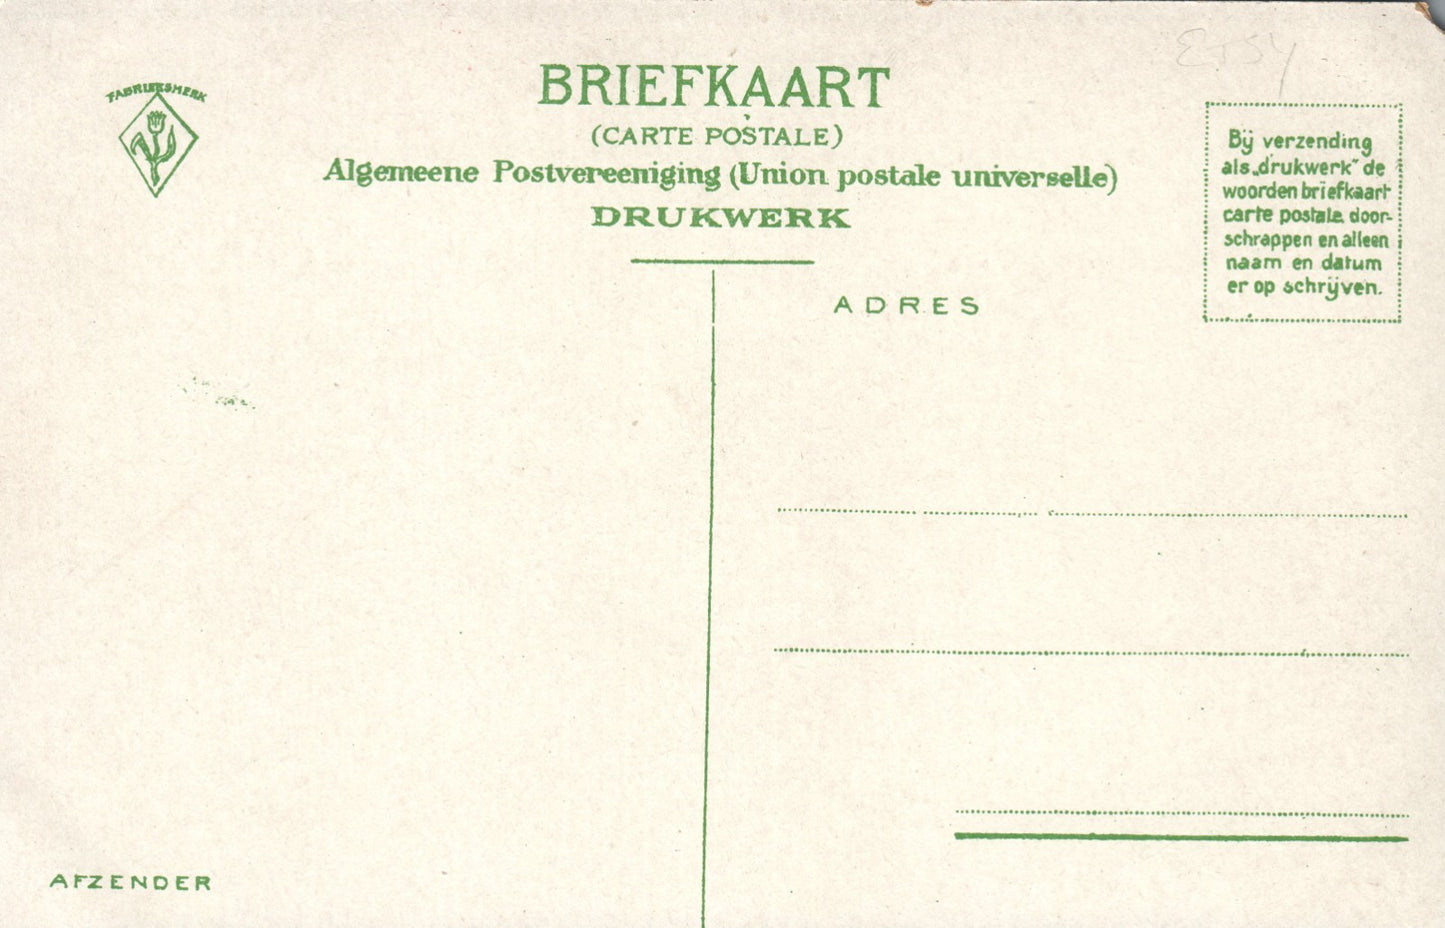 Etsy
FABRIEKSMERK
BRIEFKAART
(CARTE POSTALE)
Algemeene Postvereeniging (Union postale universelle)
DRUKWERK
Bij verzending
als „drukwerk" de
woorden briefkaart
carte postale door-
schrappen en alleen
naam en datum
er op schrijven.
ADRES
AFZENDER